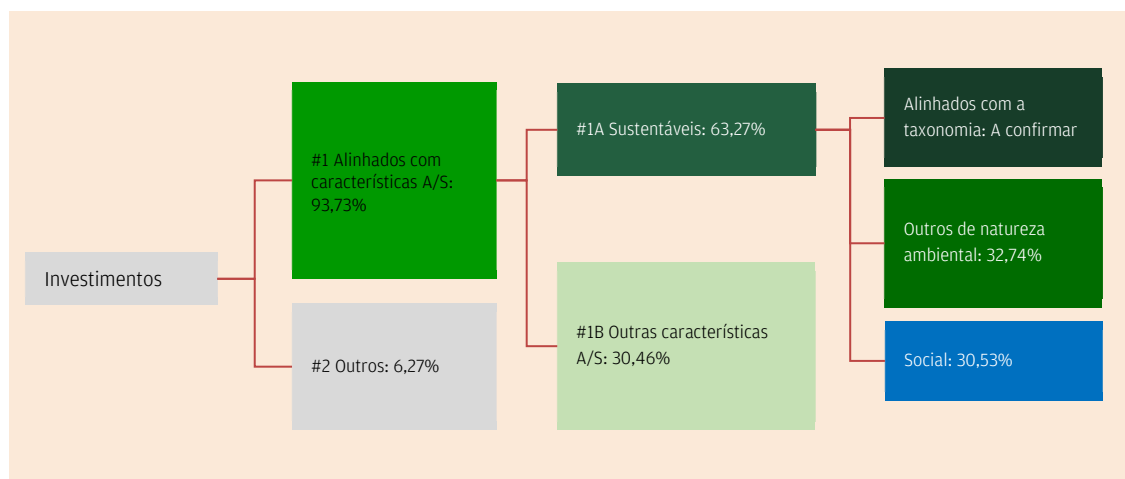 Investimentos
#1 Alinhados com
características A/S:
93,73%
#2 Outros: 6,27%
#1A Sustentáveis: 63,27%
#1B Outras características
A/S: 30,46%
Alinhados com a
taxonomia: A confirmar
Outros de natureza
ambiental: 32,74%
Social: 30,53%